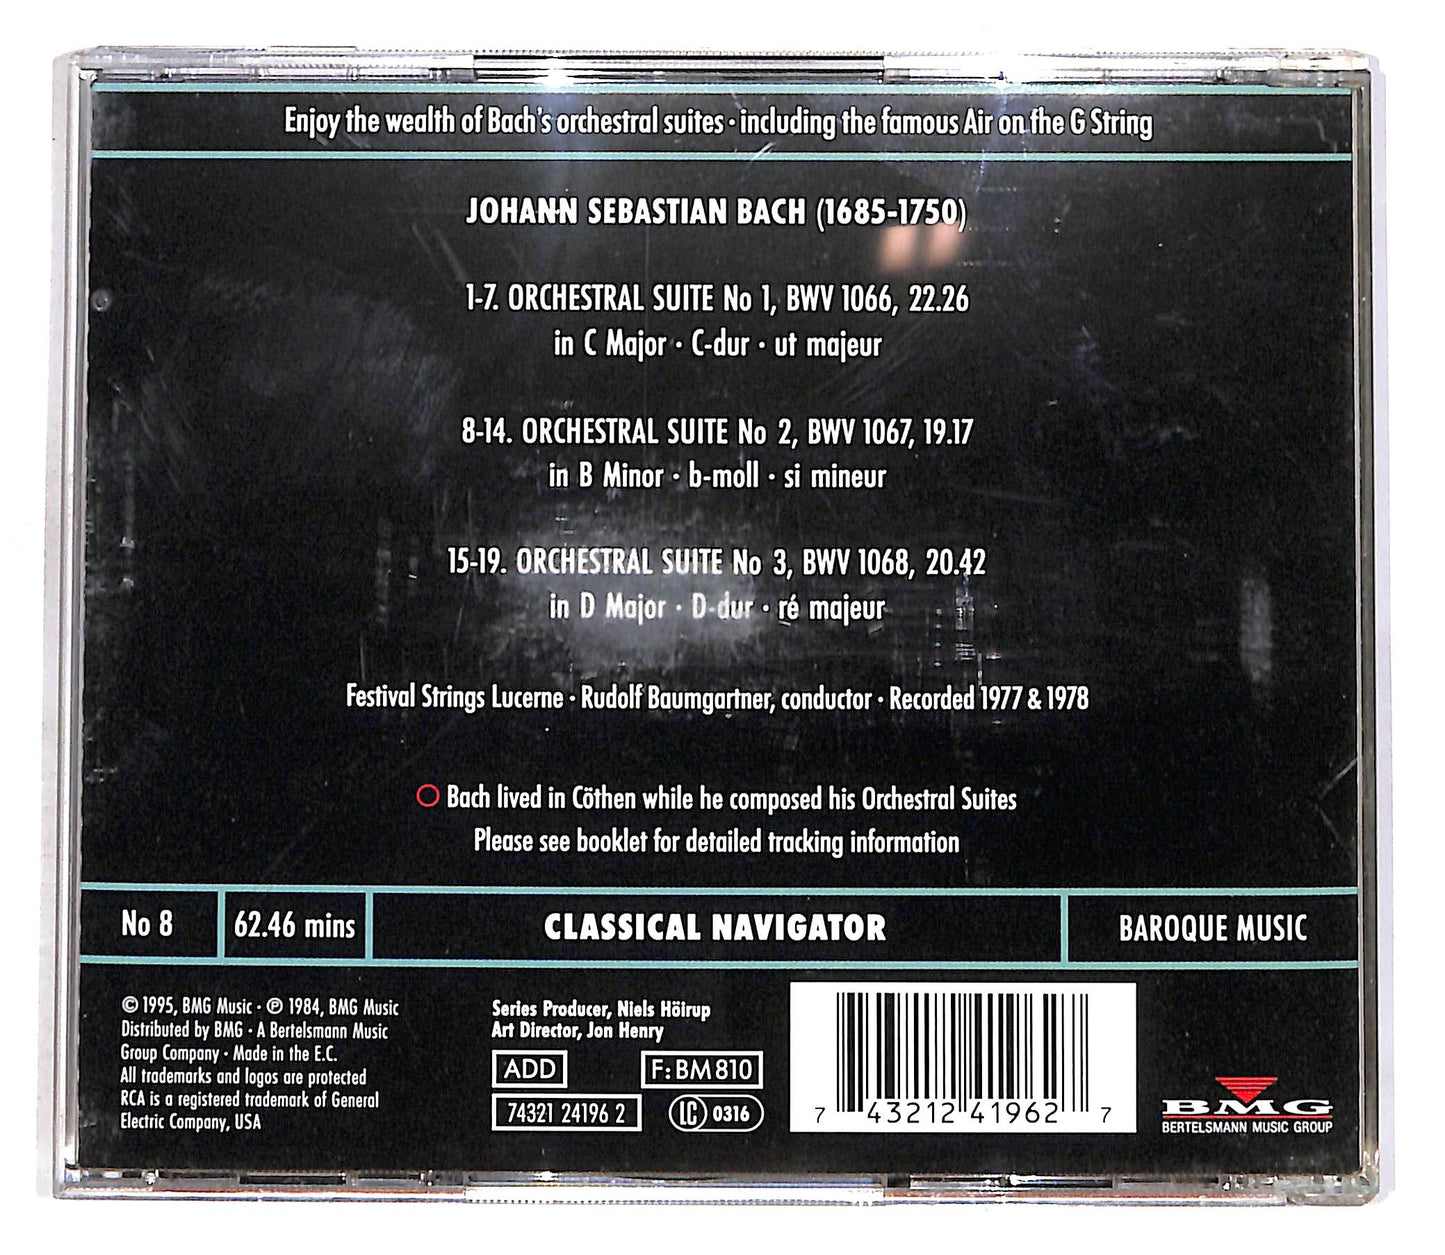 Enjoy the wealth of Bach's orchestral suites · including the famous Air on the G String
JOHANN SEBASTIAN BACH (1685-1750)
1-7. ORCHESTRAL SUITE No 1, BWV 1066, 22.26
in C Major · C-dur · ut majeur
8-14. ORCHESTRAL SUITE No 2, BWV 1067, 19.17
in B Minor · b-moll · si mineur
15-19. ORCHESTRAL SUITE No 3, BWV 1068, 20.42
in D Major · D-dur · ré majeur
Festival Strings Lucerne · Rudolf Baumgartner, conductor · Recorded 1977 & 1978
Bach lived in Cöthen while he composed his Orchestral Suites
Please see booklet for detailed tracking information
No 8
62.46 mins
CLASSICAL NAVIGATOR
BAROQUE MUSIC
© 1995, BMG Music · ℗ 1984, BMG Music
Distributed by BMG · A Bertelsmann Music
Group Company · Made in the E.C.
All trademarks and logos are protected
RCA is a registered trademark of General
Electric Company, USA
Series Producer, Niels Höirup
Art Director, Jon Henry
ADD
F: BM 810
74321 24196 2
LC 0316
7 43212 41962 7
BMG
BERTELSMANN MUSIC GROUP